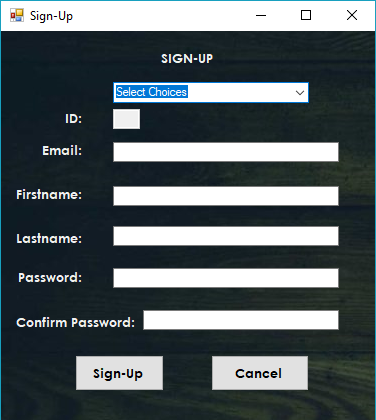 Sign-Up
SIGN-UP
Select Choices
ID:
Email:
Firstname:
Lastname:
Password:
Confirm Password:
Sign-Up Cancel